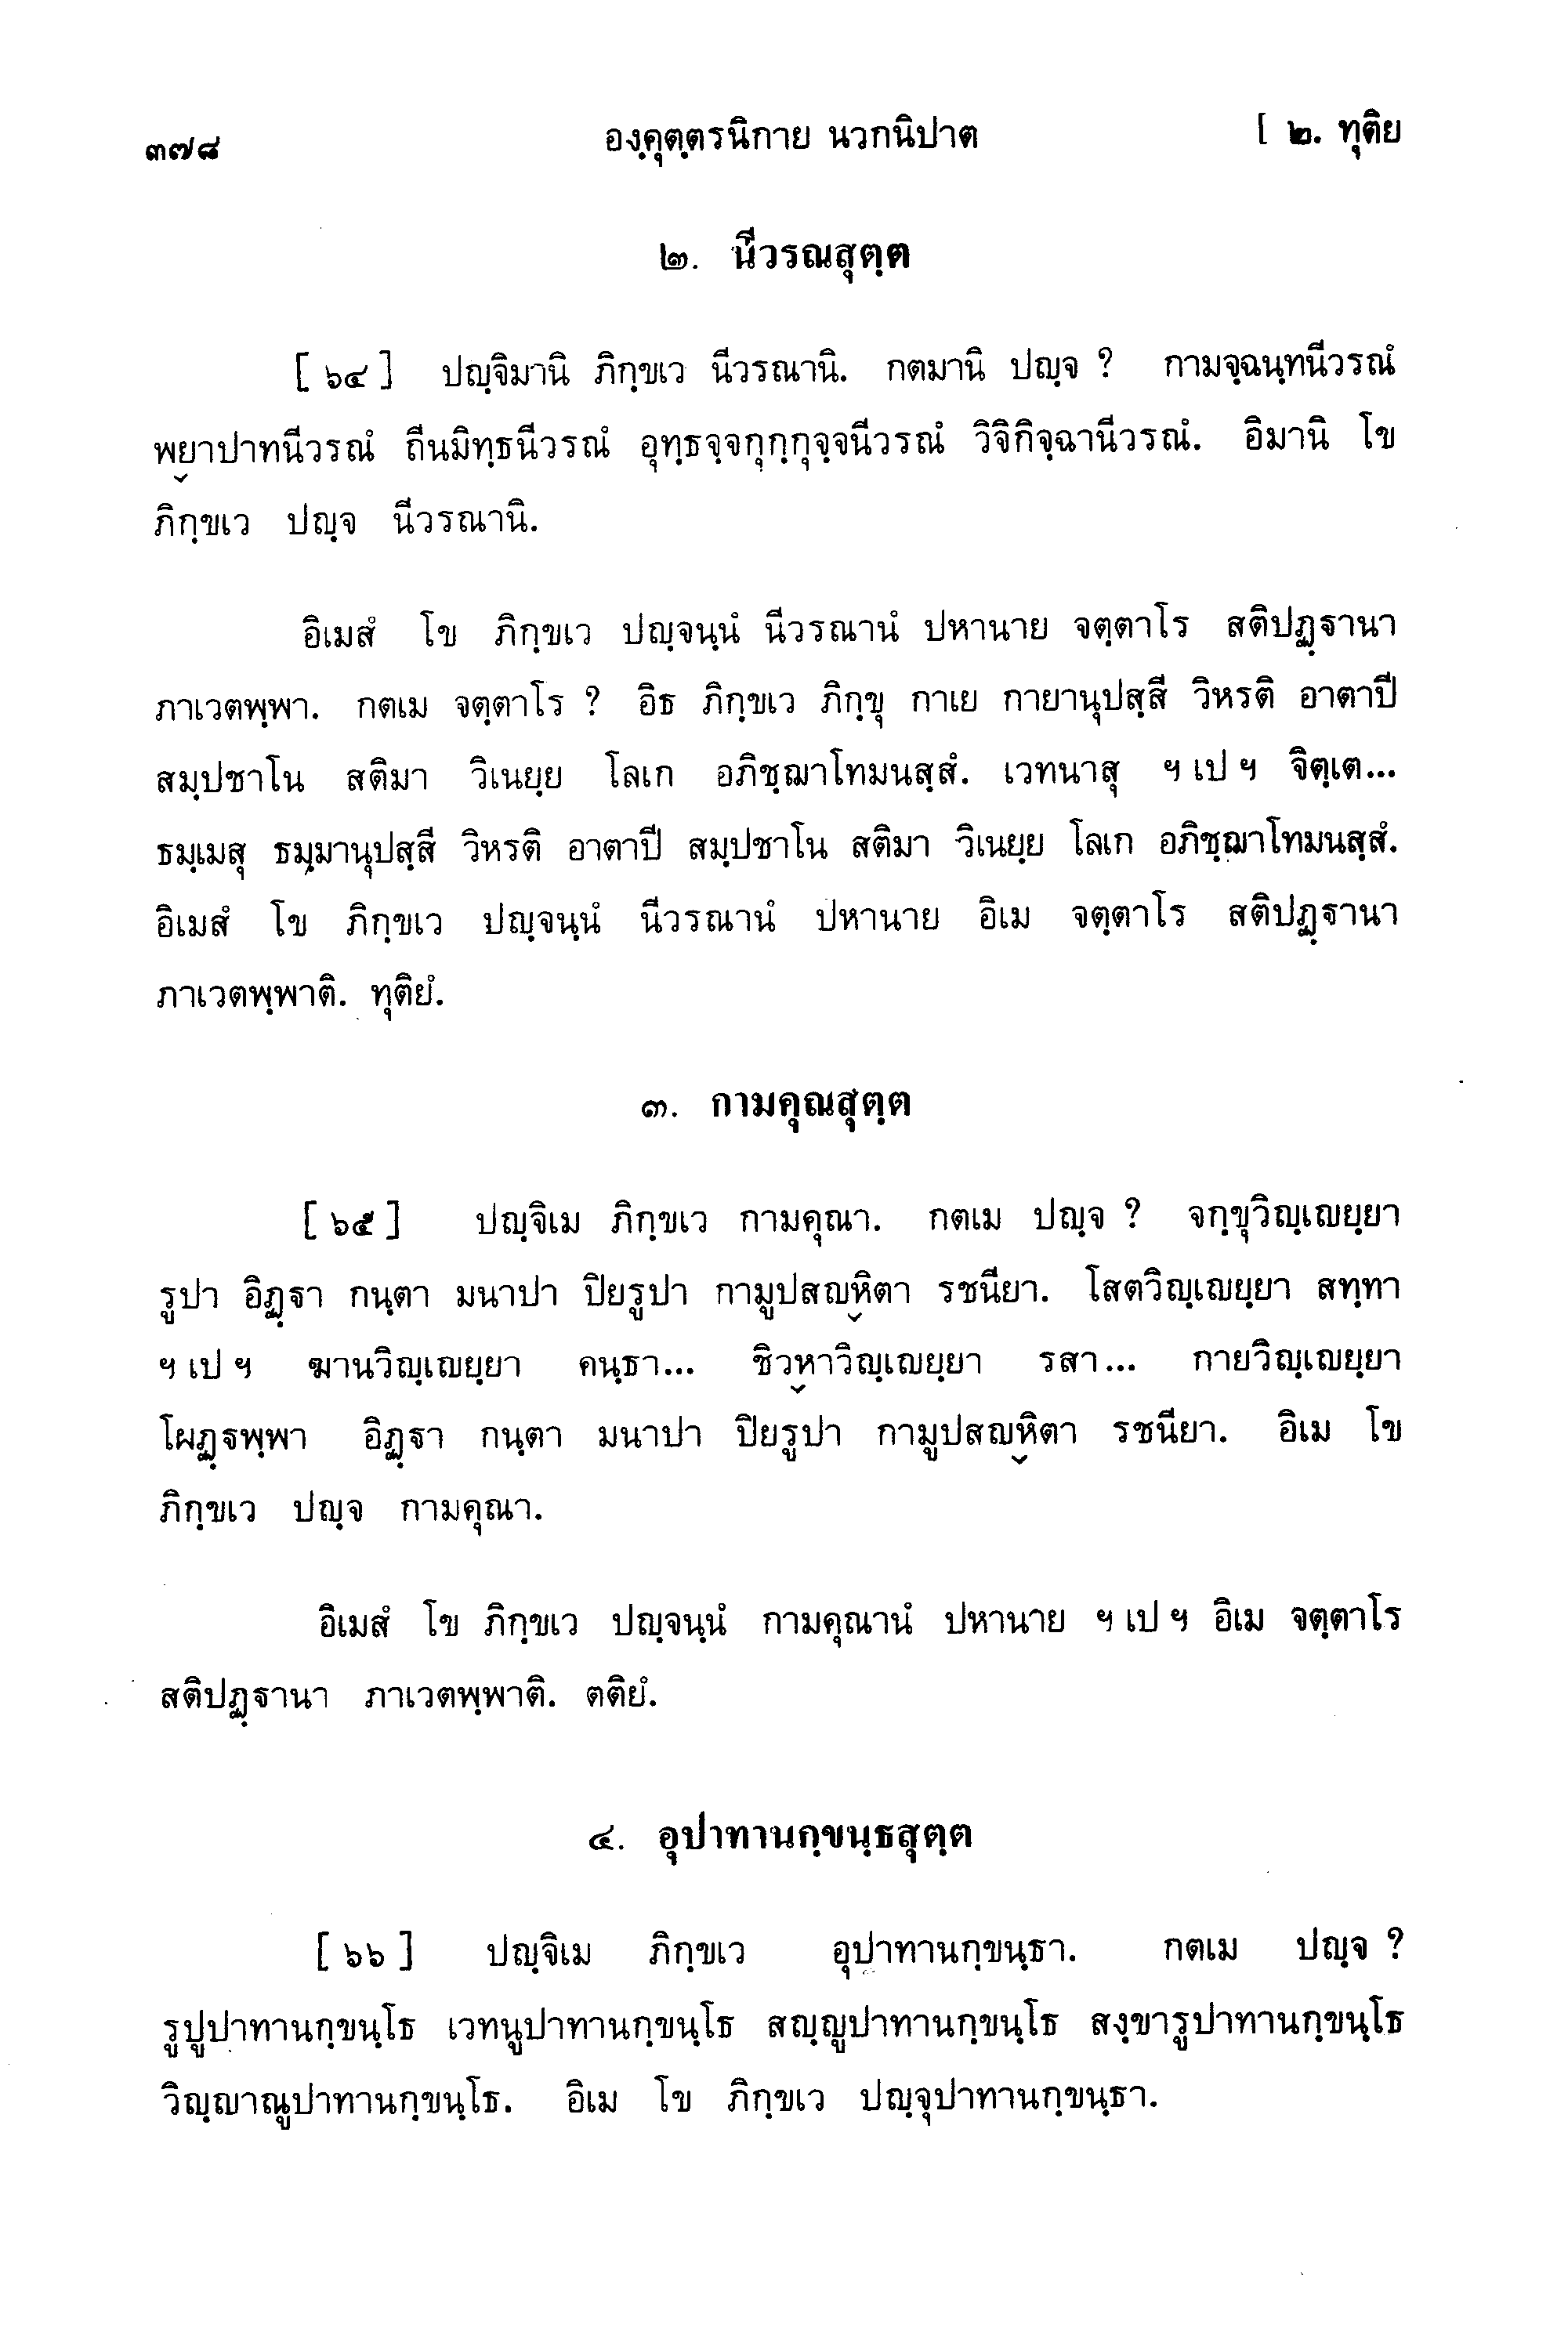 ๓๗๘ องฺคุตฺตรนิกาย นวกนิปาต [ ๒. ทุติย
๒. นีวรณสุตฺต
[ ๖๔ ] ปญฺจิมานิ ภิกฺขเว นีวรณานิ. กตมานิ ปญฺจ ? กามจฺฉนฺทนีวรณํ
พฺยาปาทนีวรณํ ถีนมิทฺธนีวรณํ อุทฺธจฺจกุกฺกุจฺจนีวรณํ วิจิกิจฺฉานีวรณํ. อิมานิ โข
ภิกฺขเว ปญฺจ นีวรณานิ.
อิเมสํ โข ภิกฺขเว ปญฺจนฺนํ นีวรณานํ ปหานาย จตฺตาโร สติปฏฺฐานา
ภาเวตพฺพา. กตเม จตฺตาโร ? อิธ ภิกฺขเว ภิกฺขุ กาเย กายานุปสฺสี วิหรติ อาตาปี
สมฺปชาโน สติมา วิเนยฺย โลเก อภิชฺฌาโทมนสฺสํ. เวทนาสุ ฯ เป ฯ จิตฺเต...
ธมฺเมสุ ธมฺมานุปสฺสี วิหรติ อาตาปี สมฺปชาโน สติมา วิเนยฺย โลเก อภิชฺฌาโทมนสฺสํ.
อิเมสํ โข ภิกฺขเว ปญฺจนฺนํ นีวรณานํ ปหานาย อิเม จตฺตาโร สติปฏฺฐานา
ภาเวตพฺพาติ. ทุติยํ.
๓. กามคุณสุตฺต
[ ๖๕ ] ปญฺจิเม ภิกฺขเว กามคุณา. กตเม ปญฺจ ? จกฺขุวิญฺเญยฺยา
รูปา อิฏฺฐา กนฺตา มนาปา ปิยรูปา กามูปสญฺหิตา รชนียา. โสตวิญฺเญยฺยา สทฺทา
ฯ เป ฯ ฆานวิญฺเญยฺยา คนฺธา... ชิวฺหาวิญฺเญยฺยา รสา... กายวิญฺเญยฺยา
โผฏฺฐพฺพา อิฏฺฐา กนฺตา มนาปา ปิยรูปา กามูปสญฺหิตา รชนียา. อิเม โข
ภิกฺขเว ปญฺจ กามคุณา.
อิเมสํ โข ภิกฺขเว ปญฺจนฺนํ กามคุณานํ ปหานาย ฯ เป ฯ อิเม จตฺตาโร
สติปฏฺฐานา ภาเวตพฺพาติ. ตติยํ.
๔. อุปาทานกฺขนฺธสุตฺต
[ ๖๖ ] ปญฺจิเม ภิกฺขเว อุปาทานกฺขนฺธา. กตเม ปญฺจ ?
รูปูปาทานกฺขนฺโธ เวทนูปาทานกฺขนฺโธ สญฺญูปาทานกฺขนฺโธ สงฺขารูปาทานกฺขนฺโธ
วิญฺญาณูปาทานกฺขนฺโธ. อิเม โข ภิกฺขเว ปญฺจุปาทานกฺขนฺธา.